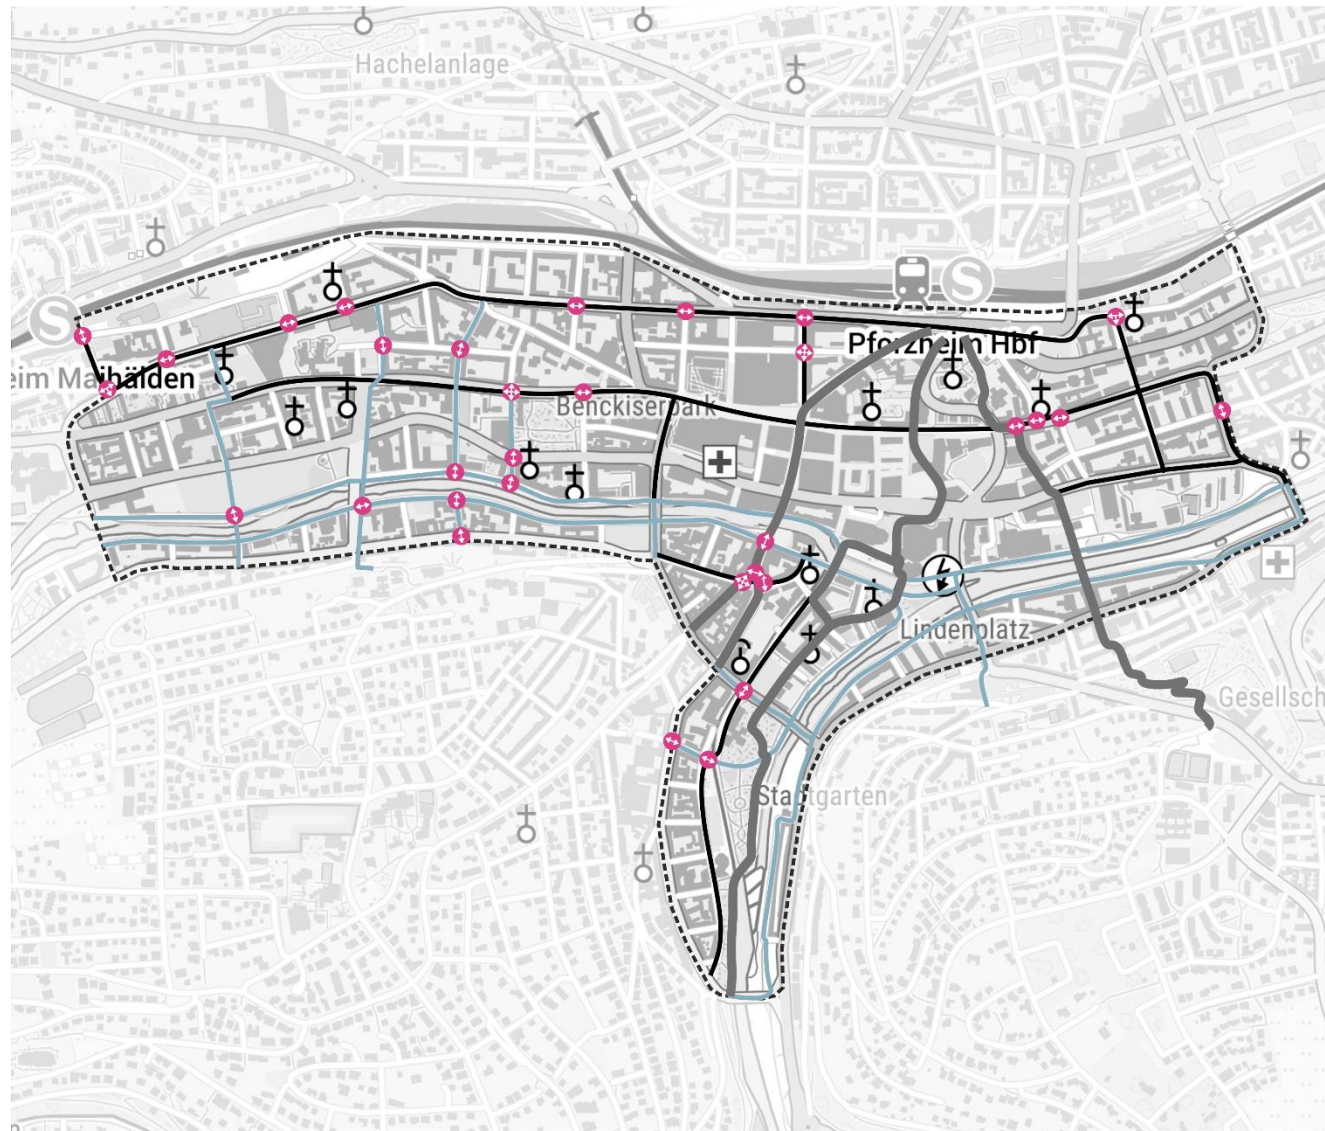 Hachelanlage
S
S
Pforzheim Hbf
eim Maihälden
Benckiserpark
Lindenplatz
Gesellsch
Stadtgarten
n